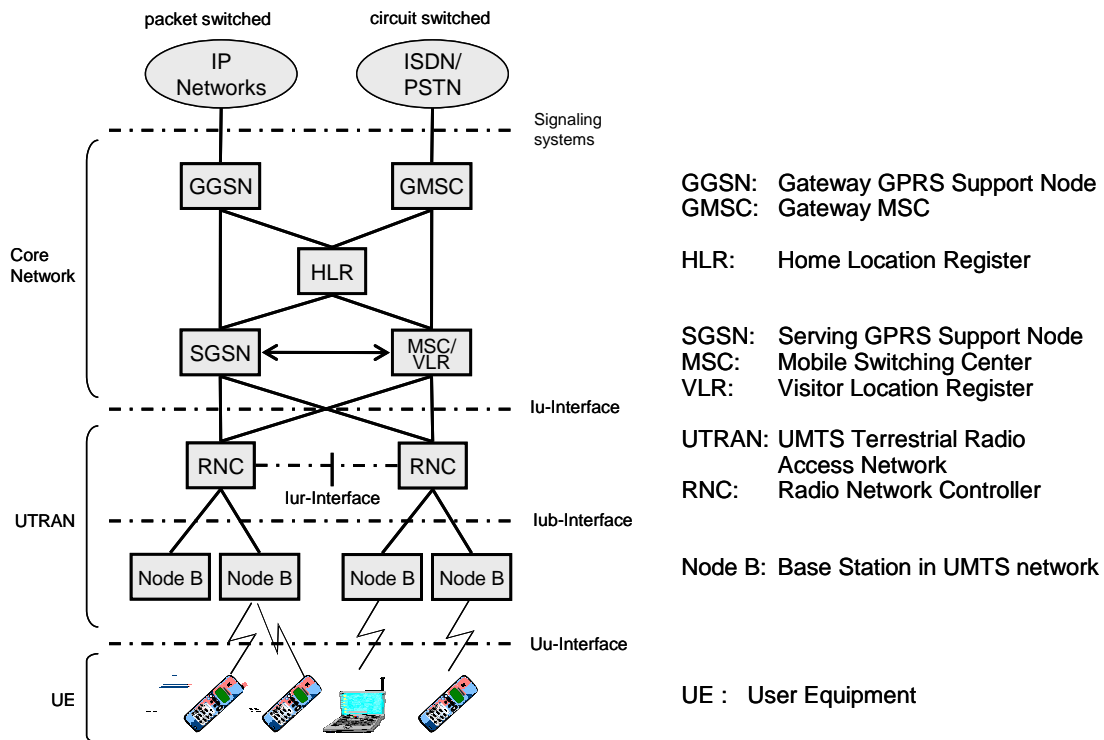 packet switched
circuit switched
IP
Networks
ISDN/
PSTN
Signaling
systems
GGSN
GMSC
Core
Network
HLR
SGSN
MSC/
VLR
Iu-Interface
RNC
RNC
Iur-Interface
UTRAN
Iub-Interface
Node B
Node B
Node B
Node B
Uu-Interface
UE
GGSN: Gateway GPRS Support Node
GMSC: Gateway MSC
HLR: Home Location Register
SGSN: Serving GPRS Support Node
MSC: Mobile Switching Center
VLR: Visitor Location Register
UTRAN: UMTS Terrestrial Radio
Access Network
RNC: Radio Network Controller
Node B: Base Station in UMTS network
UE : User Equipment